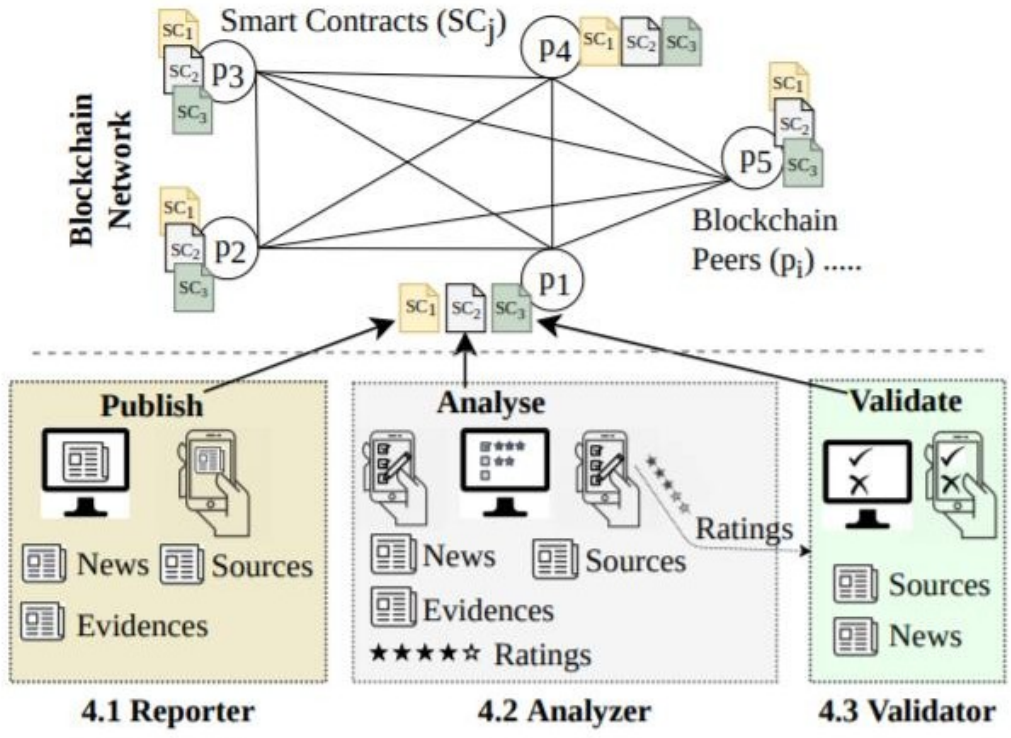 Smart Contracts (SCj)
SC1
SC2
SC3
p3
p4
SC1 SC2 SC3
SC1
SC2
SC3
p5
Blockchain
Network
SC1
SC2
SC3
p2
Blockchain
Peers (pi) .....
p1
SC1 SC2 SC3
Publish
News Sources
Evidences
4.1 Reporter
Analyse
News Sources
Evidences
Ratings
Ratings
4.2 Analyzer
Validate
Sources
News
4.3 Validator